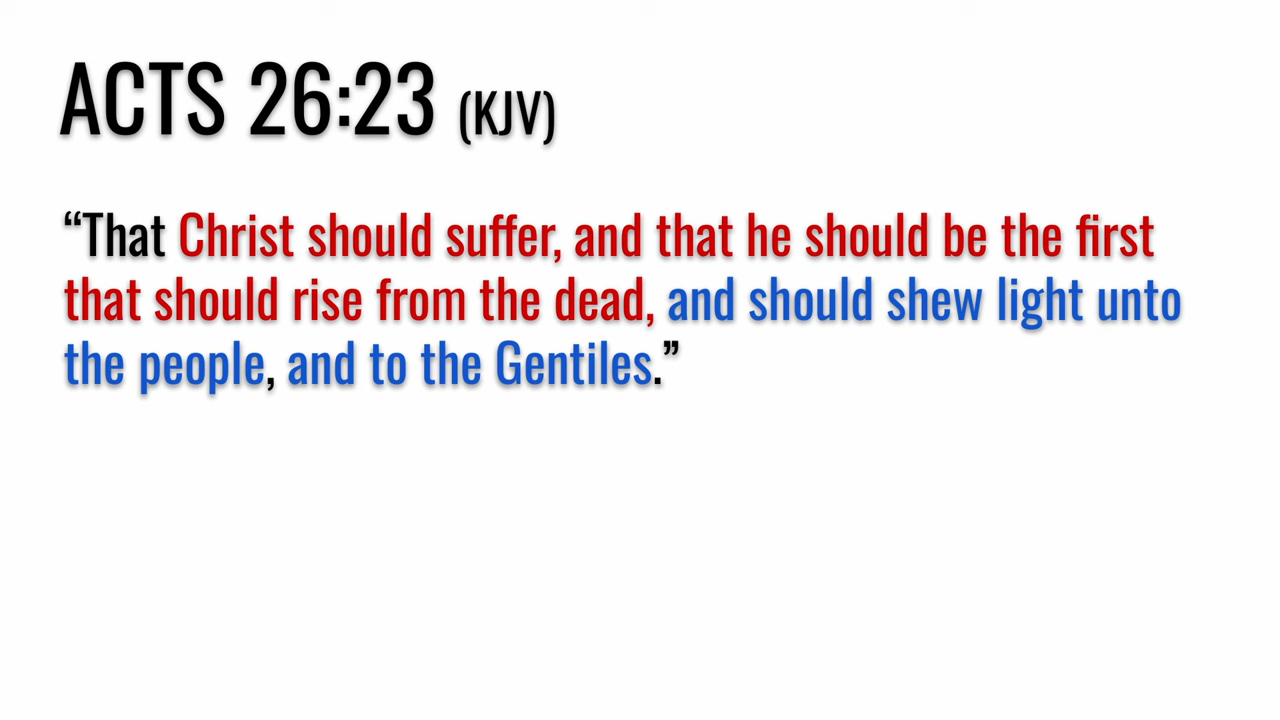 ACTS 26:23 (KJV)
“That Christ should suffer, and that he should be the first
that should rise from the dead, and should shew light unto
the people, and to the Gentiles.”